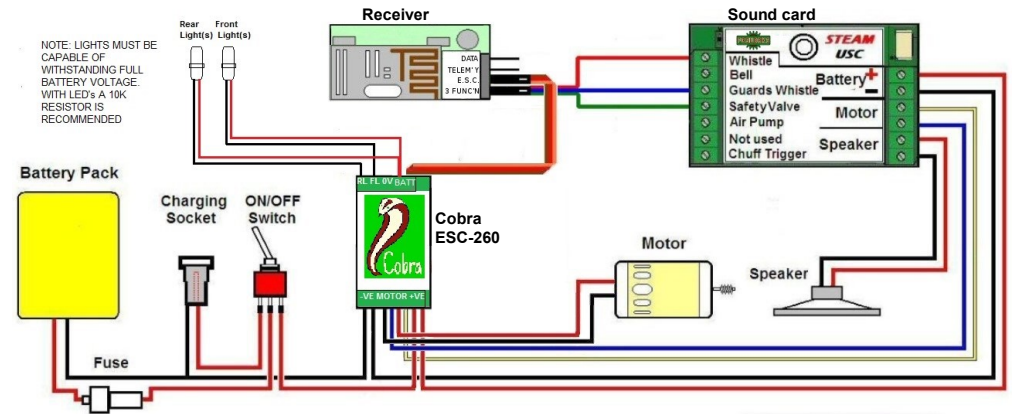 Receiver
Sound card
Rear
Light(s)
Front
Light(s)
NOTE: LIGHTS MUST BE
CAPABLE OF
WITHSTANDING FULL
BATTERY VOLTAGE.
WITH LED's A 10K
RESISTOR IS
RECOMMENDED
DATA
TELEM'Y
E.S.C.
3 FUNC'N
STEAM
USC
Whistle
Bell
Guards Whistle
Safety Valve
Air Pump
Not used
Chuff Trigger
Battery + -
Motor
Speaker
Battery Pack
Charging
Socket
ON/OFF
Switch
RL FL 0V BATT
Cobra
Cobra
ESC-260
-VE MOTOR +VE
Motor
Speaker
Fuse